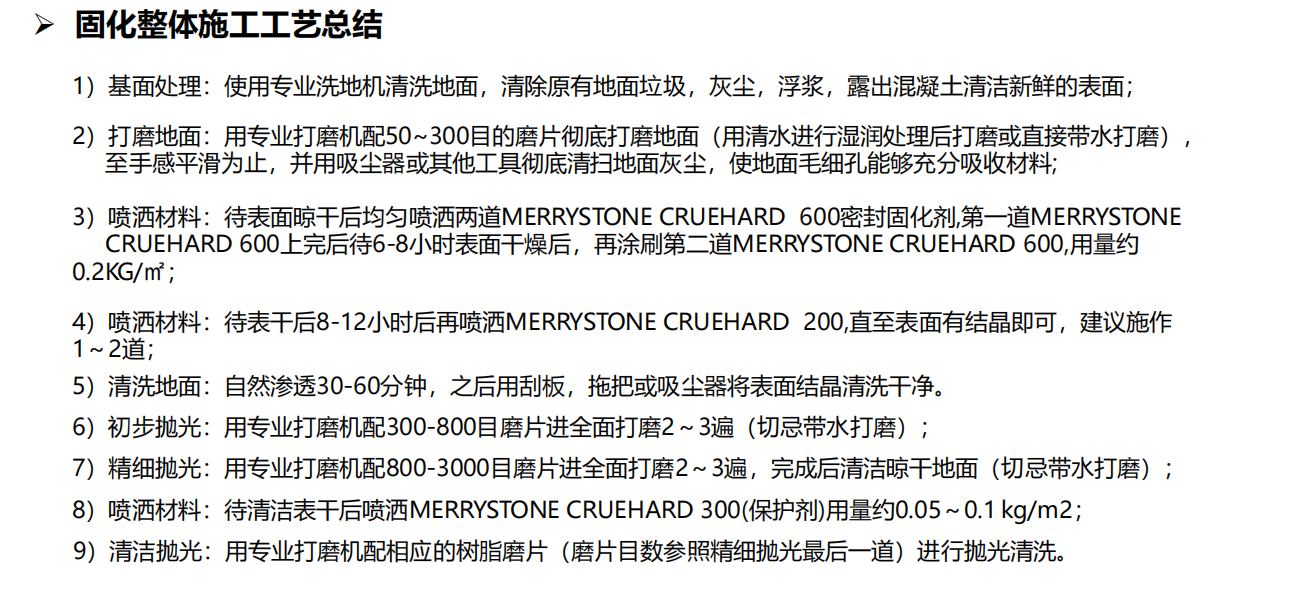 ➢ 固化整体施工工艺总结
1）基面处理：使用专业洗地机清洗地面，清除原有地面垃圾，灰尘，浮浆，露出混凝土清洁新鲜的表面；
2）打磨地面：用专业打磨机配50~300目的磨片彻底打磨地面（用清水进行湿润处理后打磨或直接带水打磨），
至手感平滑为止，并用吸尘器或其他工具彻底清扫地面灰尘，使地面毛细孔能够充分吸收材料;
3）喷洒材料：待表面晾干后均匀喷洒两道MERRYSTONE CRUEHARD 600密封固化剂,第一道MERRYSTONE
CRUEHARD 600上完后待6-8小时表面干燥后，再涂刷第二道MERRYSTONE CRUEHARD 600,用量约
0.2KG/㎡；
4）喷洒材料：待表干后8-12小时后再喷洒MERRYSTONE CRUEHARD 200,直至表面有结晶即可，建议施作
1～2道；
5）清洗地面：自然渗透30-60分钟，之后用刮板，拖把或吸尘器将表面结晶清洗干净。
6）初步抛光：用专业打磨机配300-800目磨片进全面打磨2～3遍（切忌带水打磨）；
7）精细抛光：用专业打磨机配800-3000目磨片进全面打磨2～3遍，完成后清洁晾干地面（切忌带水打磨）；
8）喷洒材料：待清洁表干后喷洒MERRYSTONE CRUEHARD 300(保护剂)用量约0.05～0.1 kg/m2；
9）清洁抛光：用专业打磨机配相应的树脂磨片（磨片目数参照精细抛光最后一道）进行抛光清洗。